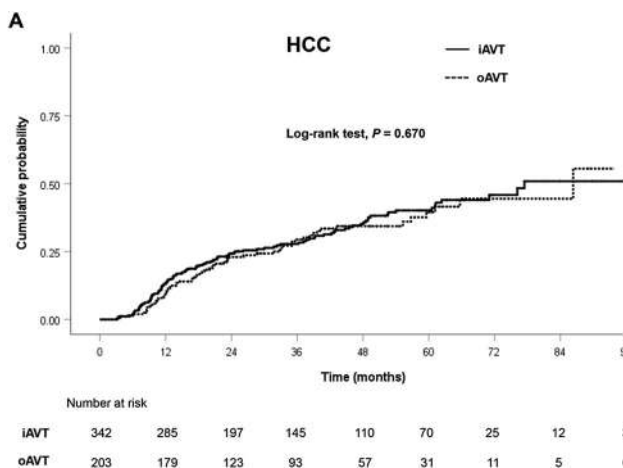 A
HCC
iAVT
oAVT
Log-rank test, P = 0.670
Cumulative probability
1.00
0.75
0.50
0.25
0.00
0 12 24 36 48 60 72 84
Time (months)
Number at risk
iAVT 342 285 197 145 110 70 25 12
oAVT 203 179 123 93 57 31 11 5